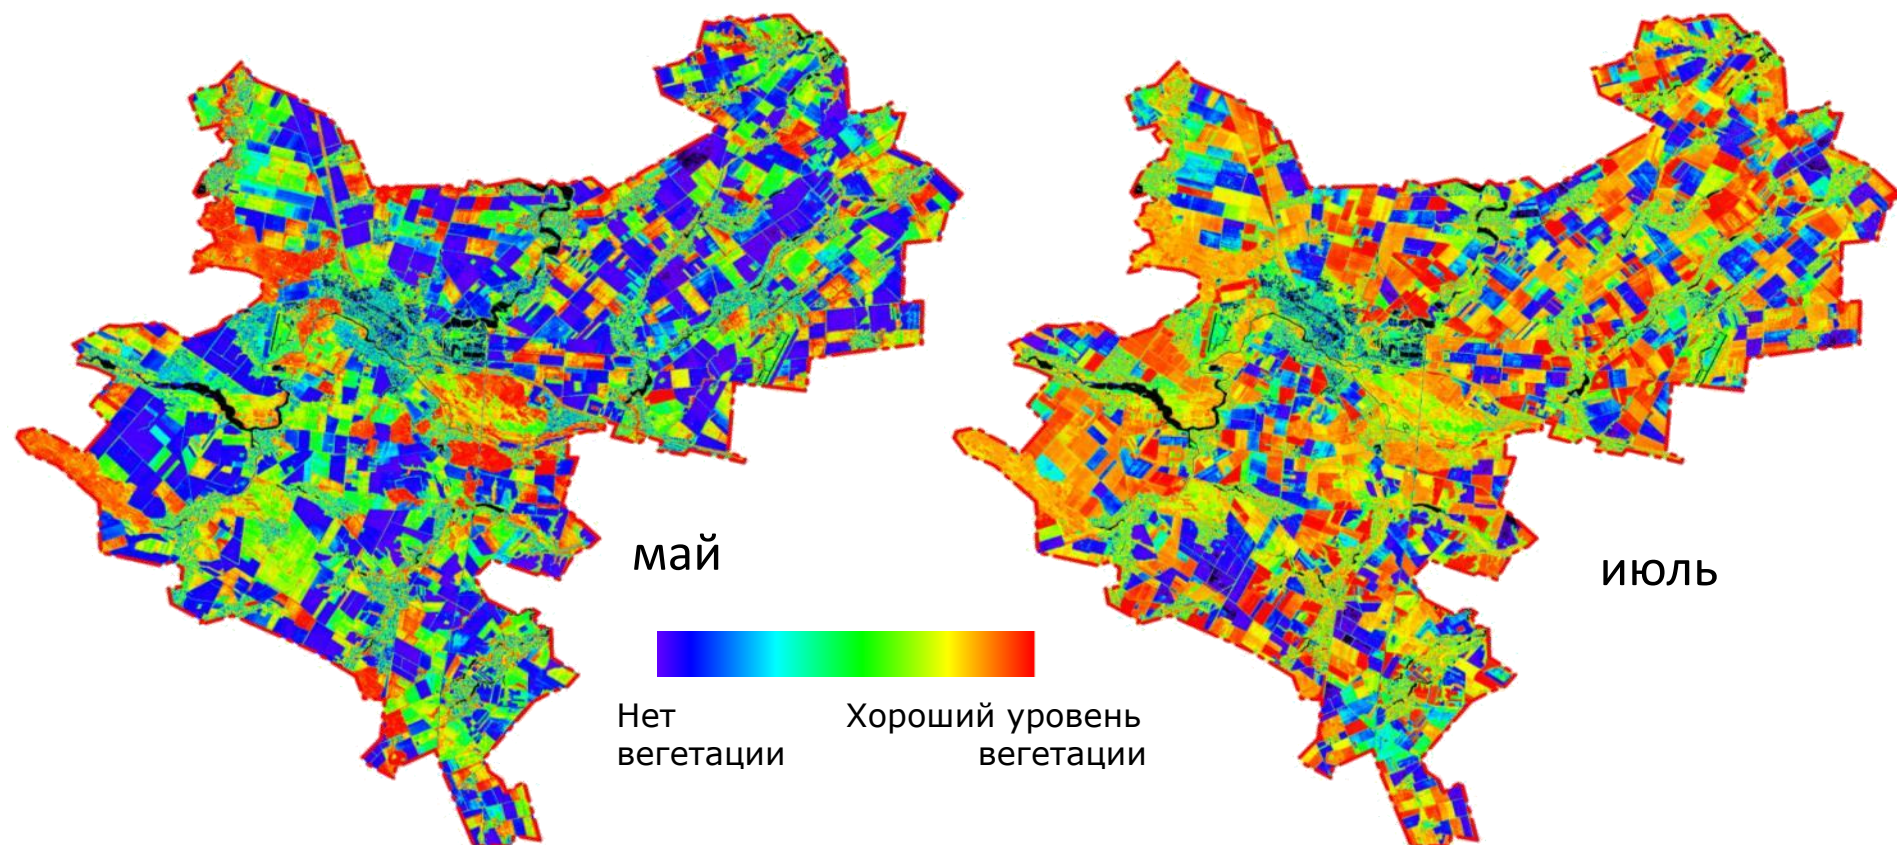 май
июль
Нет
вегетации
Хороший уровень
вегетации